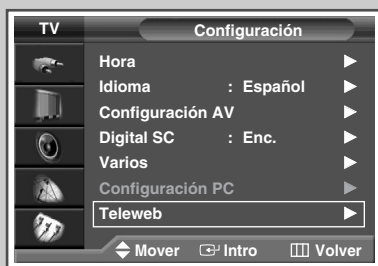 TV Configuración
Hora
Idioma : Español
Configuración AV
Digital SC : Enc.
Varios
Configuración PC
Teleweb
Mover Intro Volver